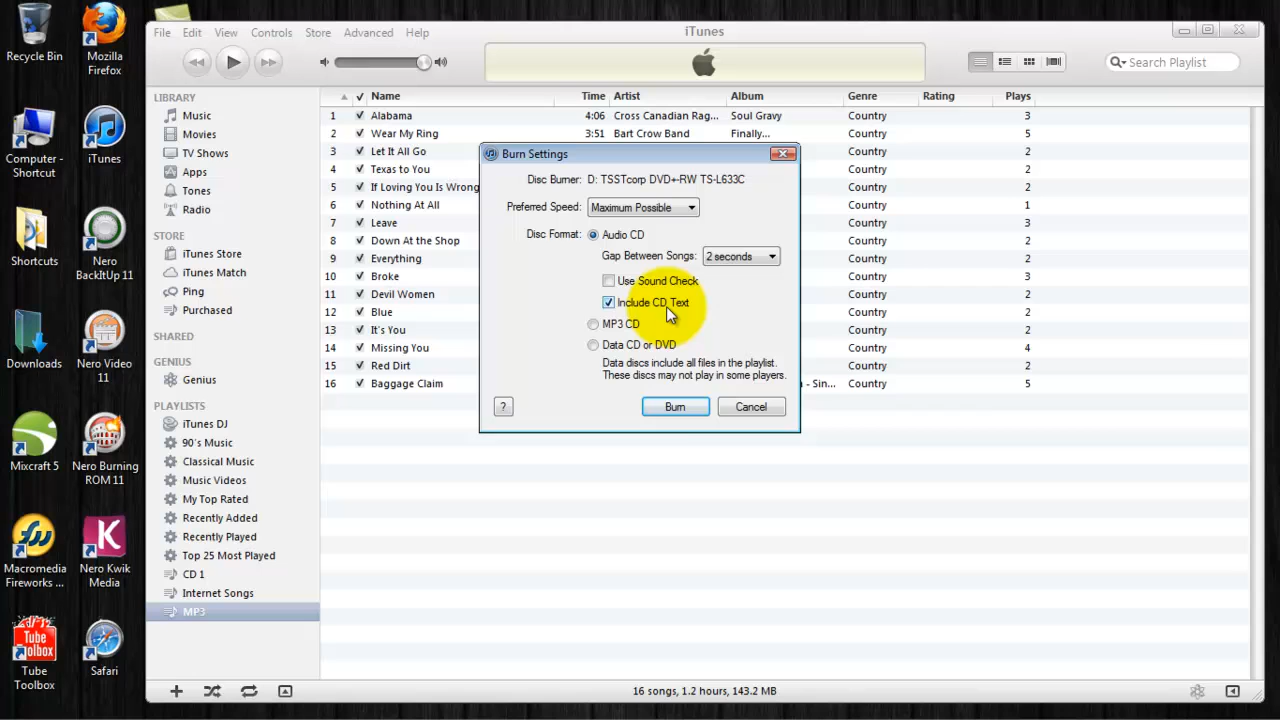 Recycle Bin
Mozilla
Firefox
Computer -
Shortcut
iTunes
Shortcuts
Nero
BackItUp 11
Downloads
Nero Video
11
Mixcraft 5
Nero Burning
ROM 11
Macromedia
Fireworks ...
Nero Kwik
Media
Tube
Toolbox
Tube
Toolbox
Safari
iTunes
File Edit View Controls Store Advanced Help
Search Playlist
LIBRARY
Music
Movies
TV Shows
Apps
Tones
Radio
STORE
iTunes Store
iTunes Match
Ping
Purchased
GENIUS
Genius
PLAYLISTS
iTunes DJ
90's Music
Classical Music
Music Videos
My Top Rated
Recently Added
Recently Played
Top 25 Most Played
CD 1
Internet Songs
MP3
Name Time Artist Album Genre Rating Plays
1 Alabama 4:06 Cross Canadian Rag... Soul Gravy Country 3
2 Wear My Ring 3:51 Bart Crow Band Finally... Country 5
3 Let It All Go Country 2
4 Texas to You Country 2
5 If Loving You Is Wrong Country 2
6 Nothing At All Country 1
7 Leave Country 3
8 Down At the Shop Country 2
9 Everything Country 2
10 Broke Country 3
11 Devil Women Country 3
12 Blue Country 2
13 It's You Country 2
14 Missing You Country 4
15 Red Dirt Country 2
16 Baggage Claim - Sin... Country 5
Burn Settings
Disc Burner: D: TSSTcorp DVD+-RW TS-L633C
Preferred Speed: Maximum Possible
Disc Format: Audio CD
Gap Between Songs: 2 seconds
Use Sound Check
Include CD Text
MP3 CD
Data CD or DVD
Data discs include all files in the playlist.
These discs may not play in some players.
? Burn Cancel
16 songs, 1.2 hours, 143.2 MB